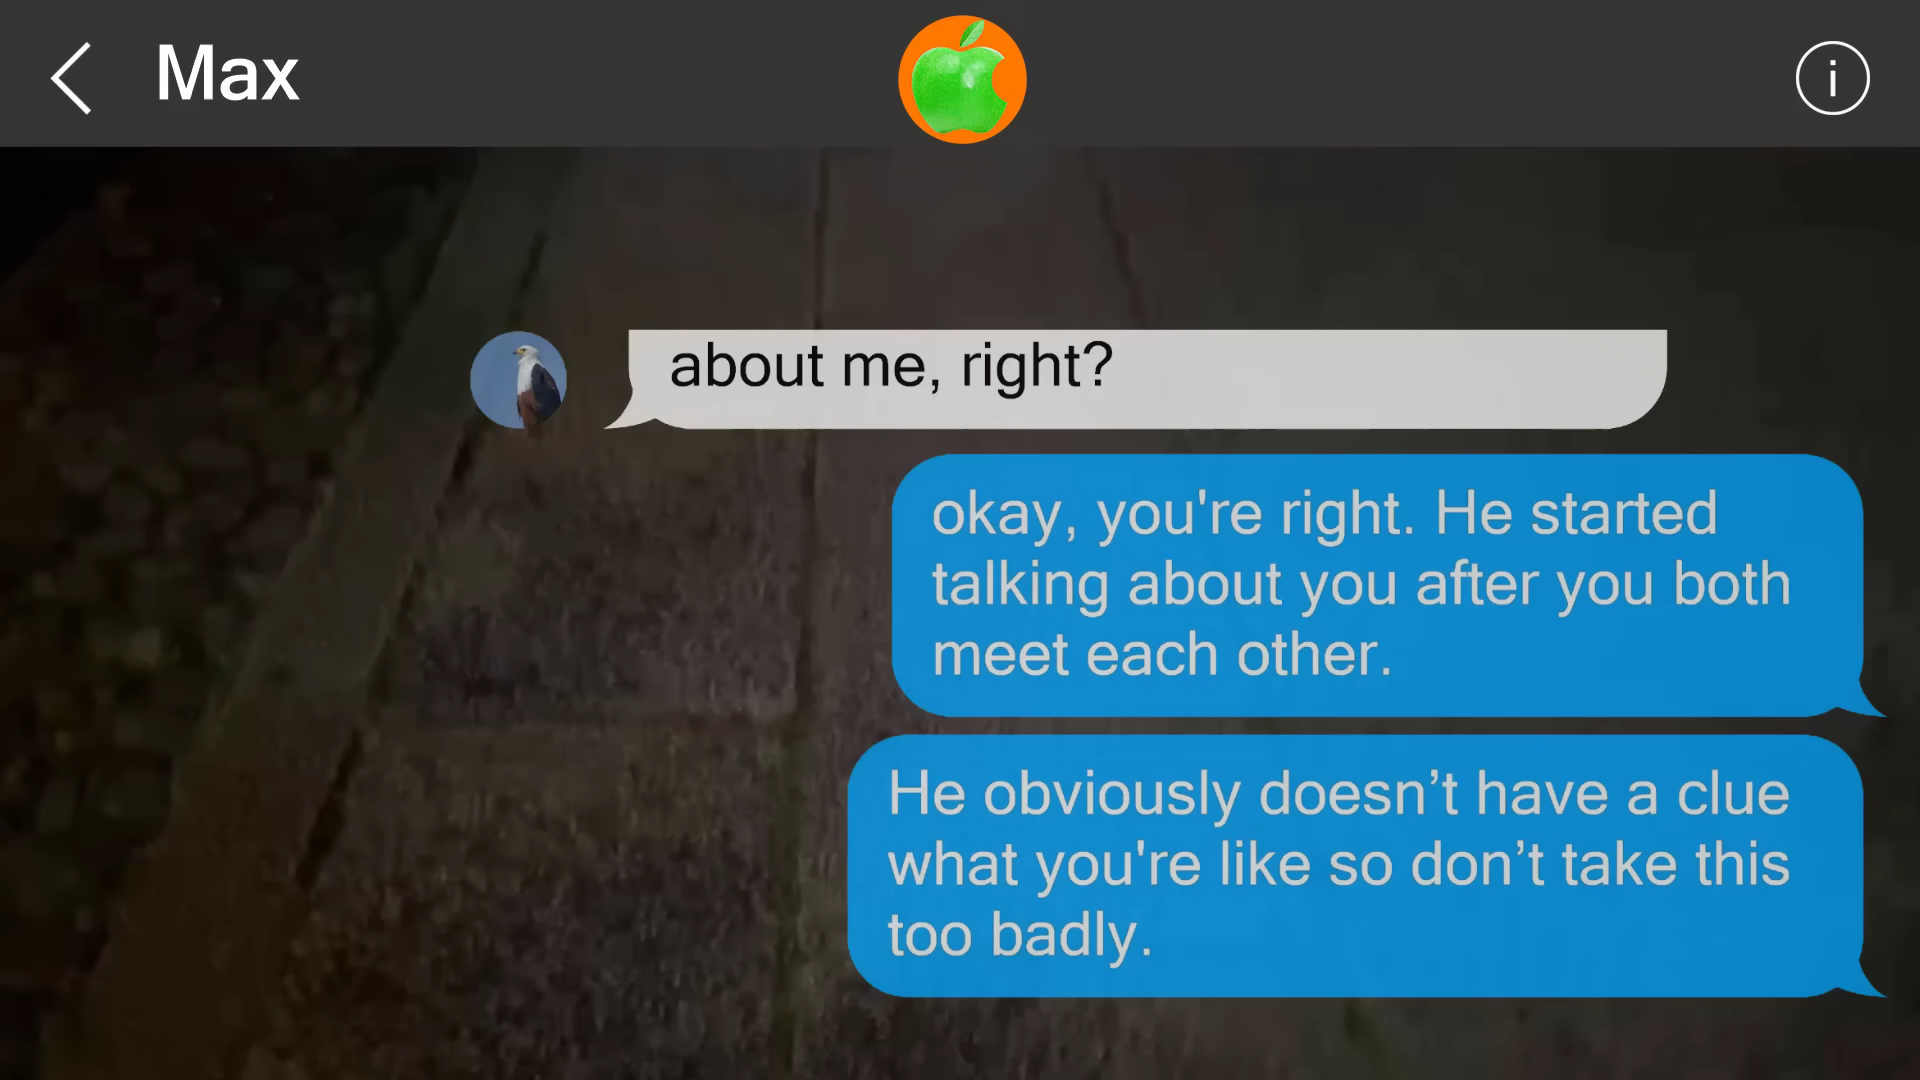 Max
i
about me, right?
okay, you're right. He started
talking about you after you both
meet each other.
He obviously doesn’t have a clue
what you're like so don’t take this
too badly.